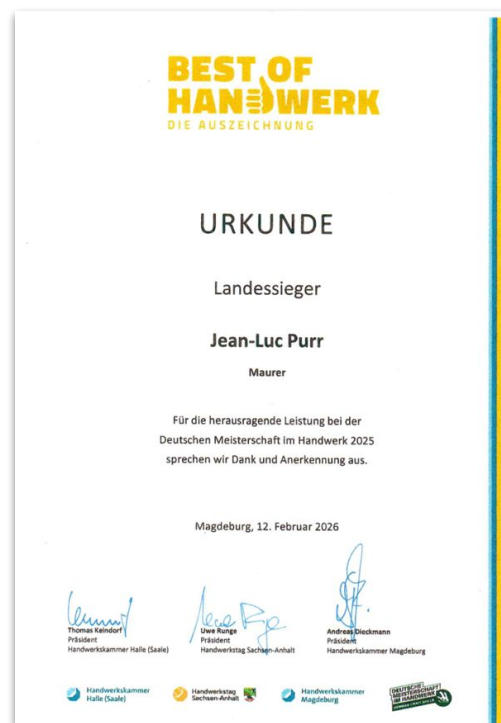 BEST OF
HANDWERK
DIE AUSZEICHNUNG
URKUNDE
Landessieger
Jean-Luc Purr
Maurer
Für die herausragende Leistung bei der
Deutschen Meisterschaft im Handwerk 2025
sprechen wir Dank und Anerkennung aus.
Magdeburg, 12. Februar 2026
Thomas Keindorf
Präsident
Handwerkskammer Halle (Saale)
Uwe Runge
Präsident
Handwerkstag Sachsen-Anhalt
Andreas Dieckmann
Präsident
Handwerkskammer Magdeburg
Handwerkskammer
Halle (Saale)
Handwerkstag
Sachsen-Anhalt
Handwerkskammer
Magdeburg
DEUTSCHE
MEISTERSCHAFT
IM HANDWERK